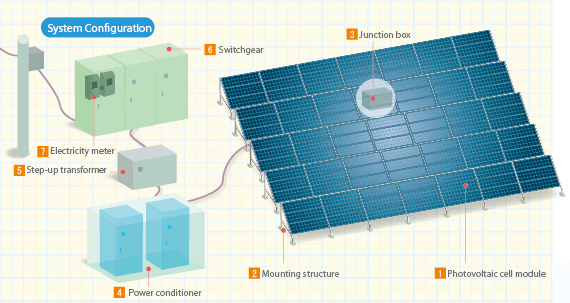 System Configuration
6 Switchgear
3 Junction box
7 Electricity meter
5 Step-up transformer
4 Power conditioner
2 Mounting structure
1 Photovoltaic cell module